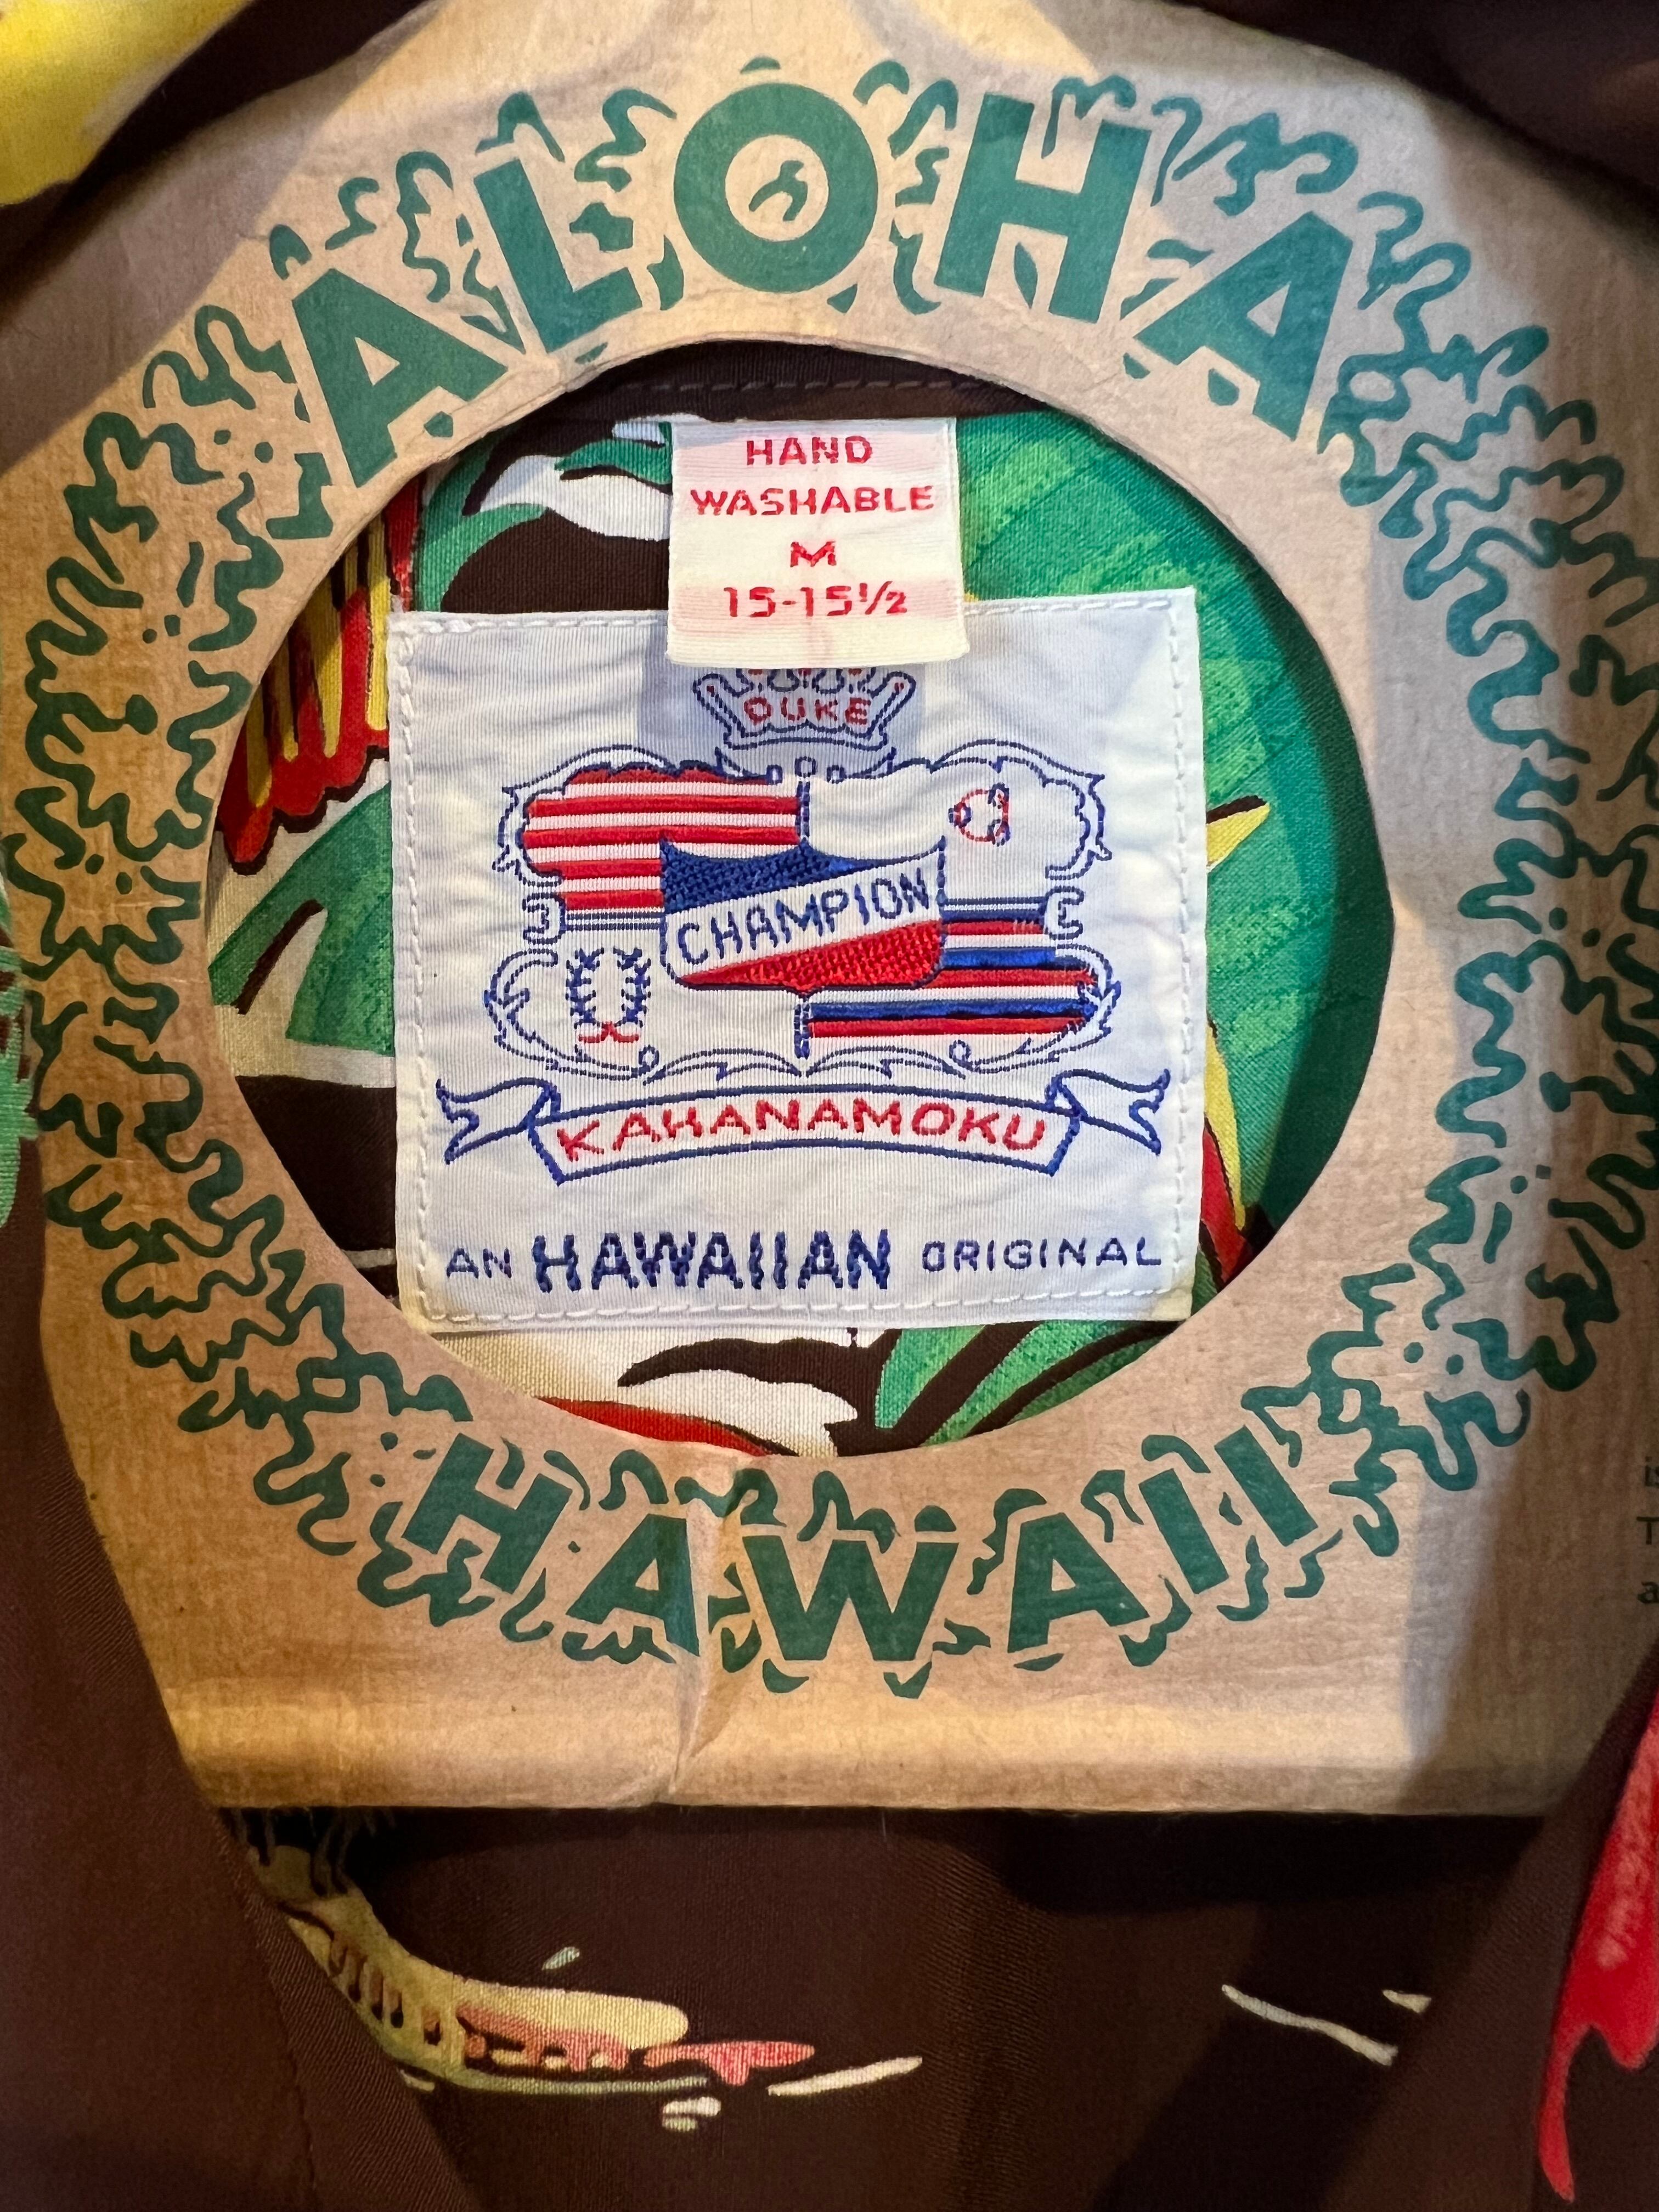 ALOHA
HAND
WASHABLE
M
15-15½
DUKE
CHAMPION
KAHANAMOKU
AN HAWAIIAN ORIGINAL
HAWAII